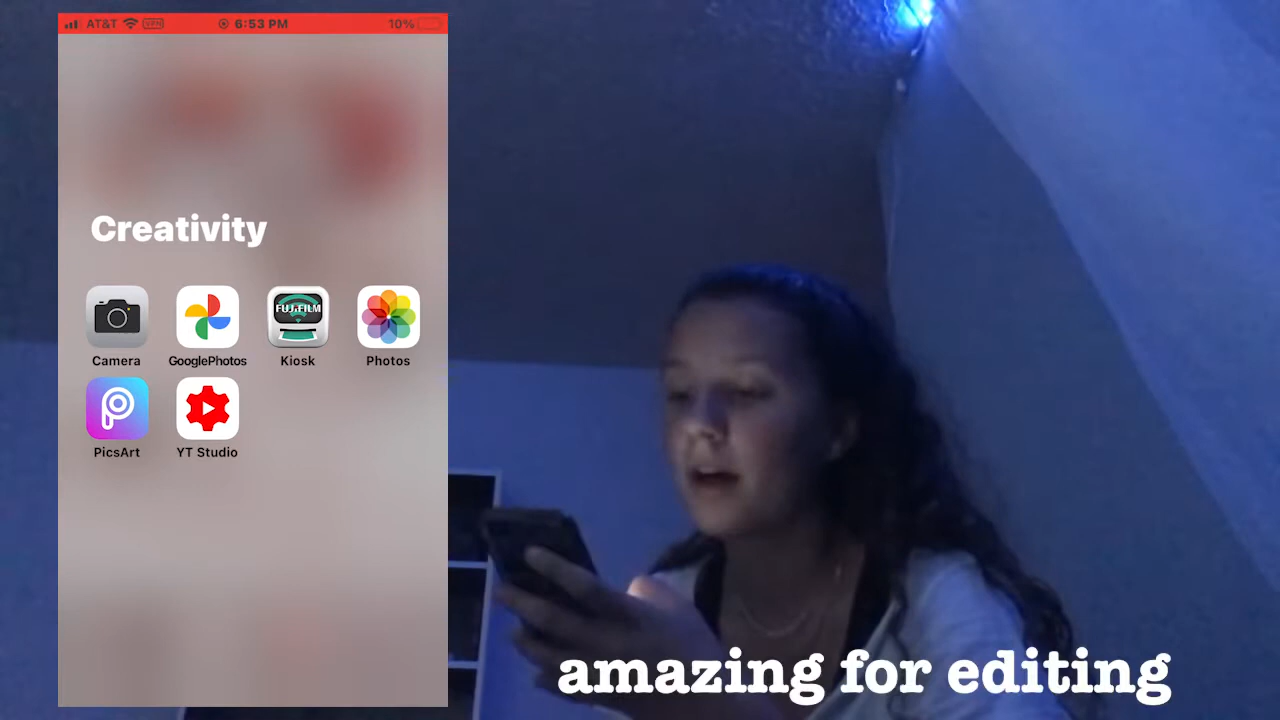 AT&T VPN 6:53 PM 10%
Creativity
FUJIFILM
Camera GooglePhotos Kiosk Photos
PicsArt YT Studio
amazing for editing